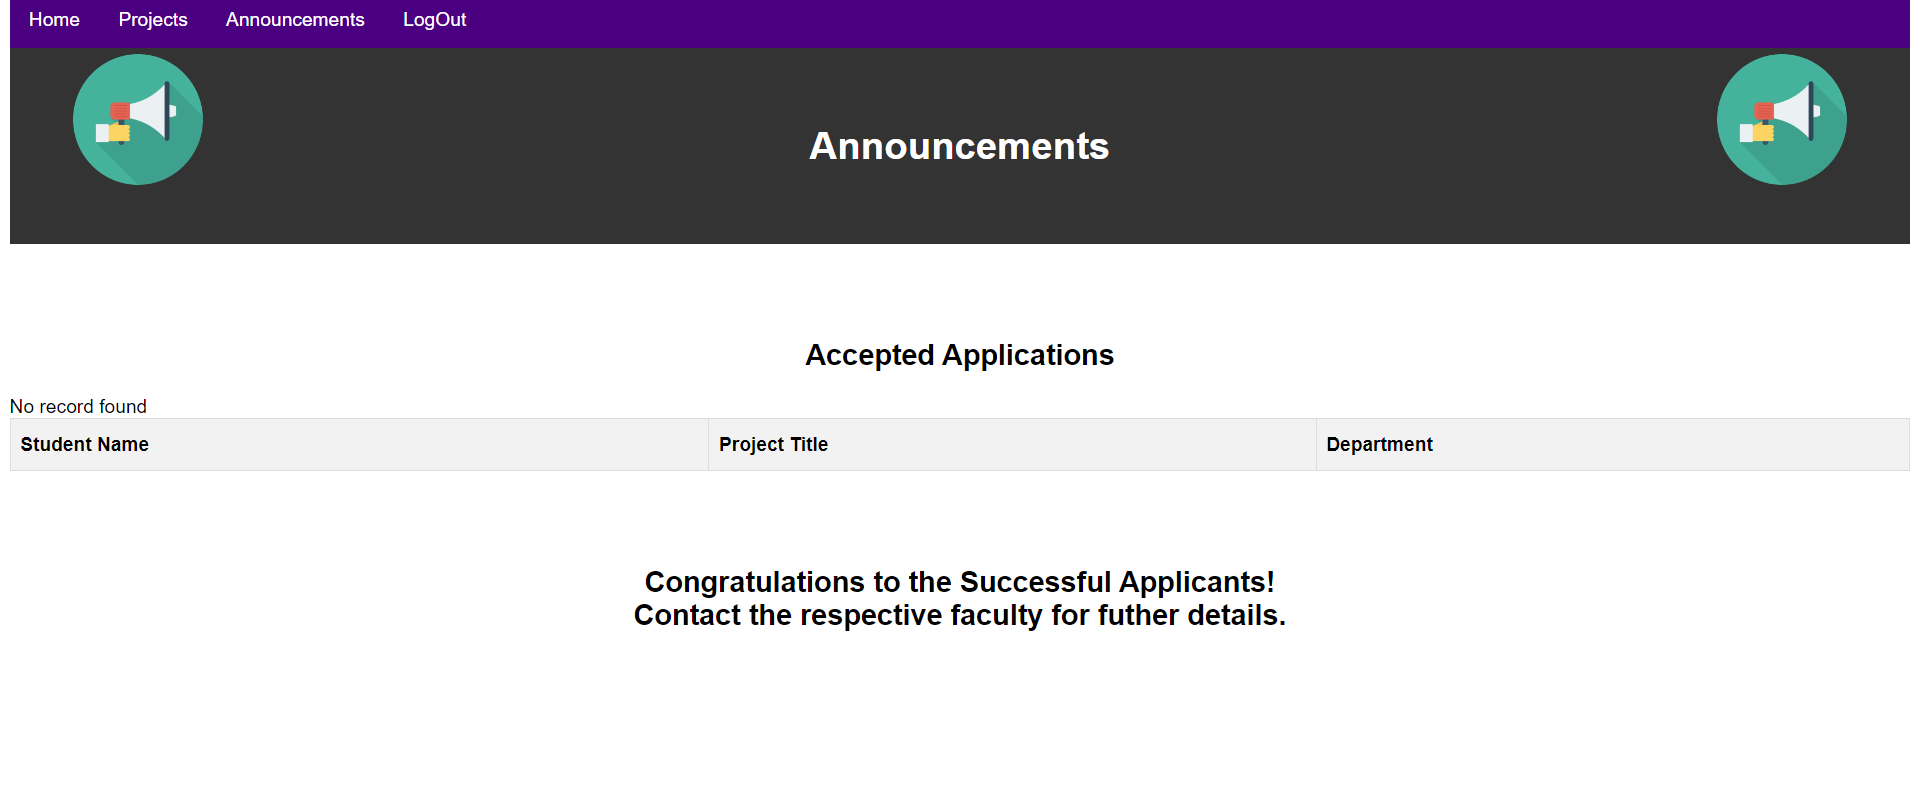 Home Projects Announcements LogOut
Announcements
Accepted Applications
No record found
Student Name Project Title Department
Congratulations to the Successful Applicants!
Contact the respective faculty for futher details.